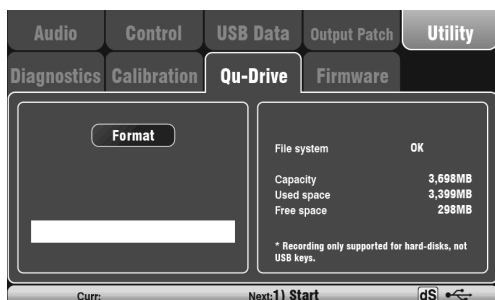 Audio Control USB Data Output Patch Utility
Diagnostics Calibration Qu-Drive Firmware
Format
File system OK
Capacity 3,698MB
Used space 3,399MB
Free space 298MB
* Recording only supported for hard-disks, not
USB keys.
Curr: Next:1) Start dS